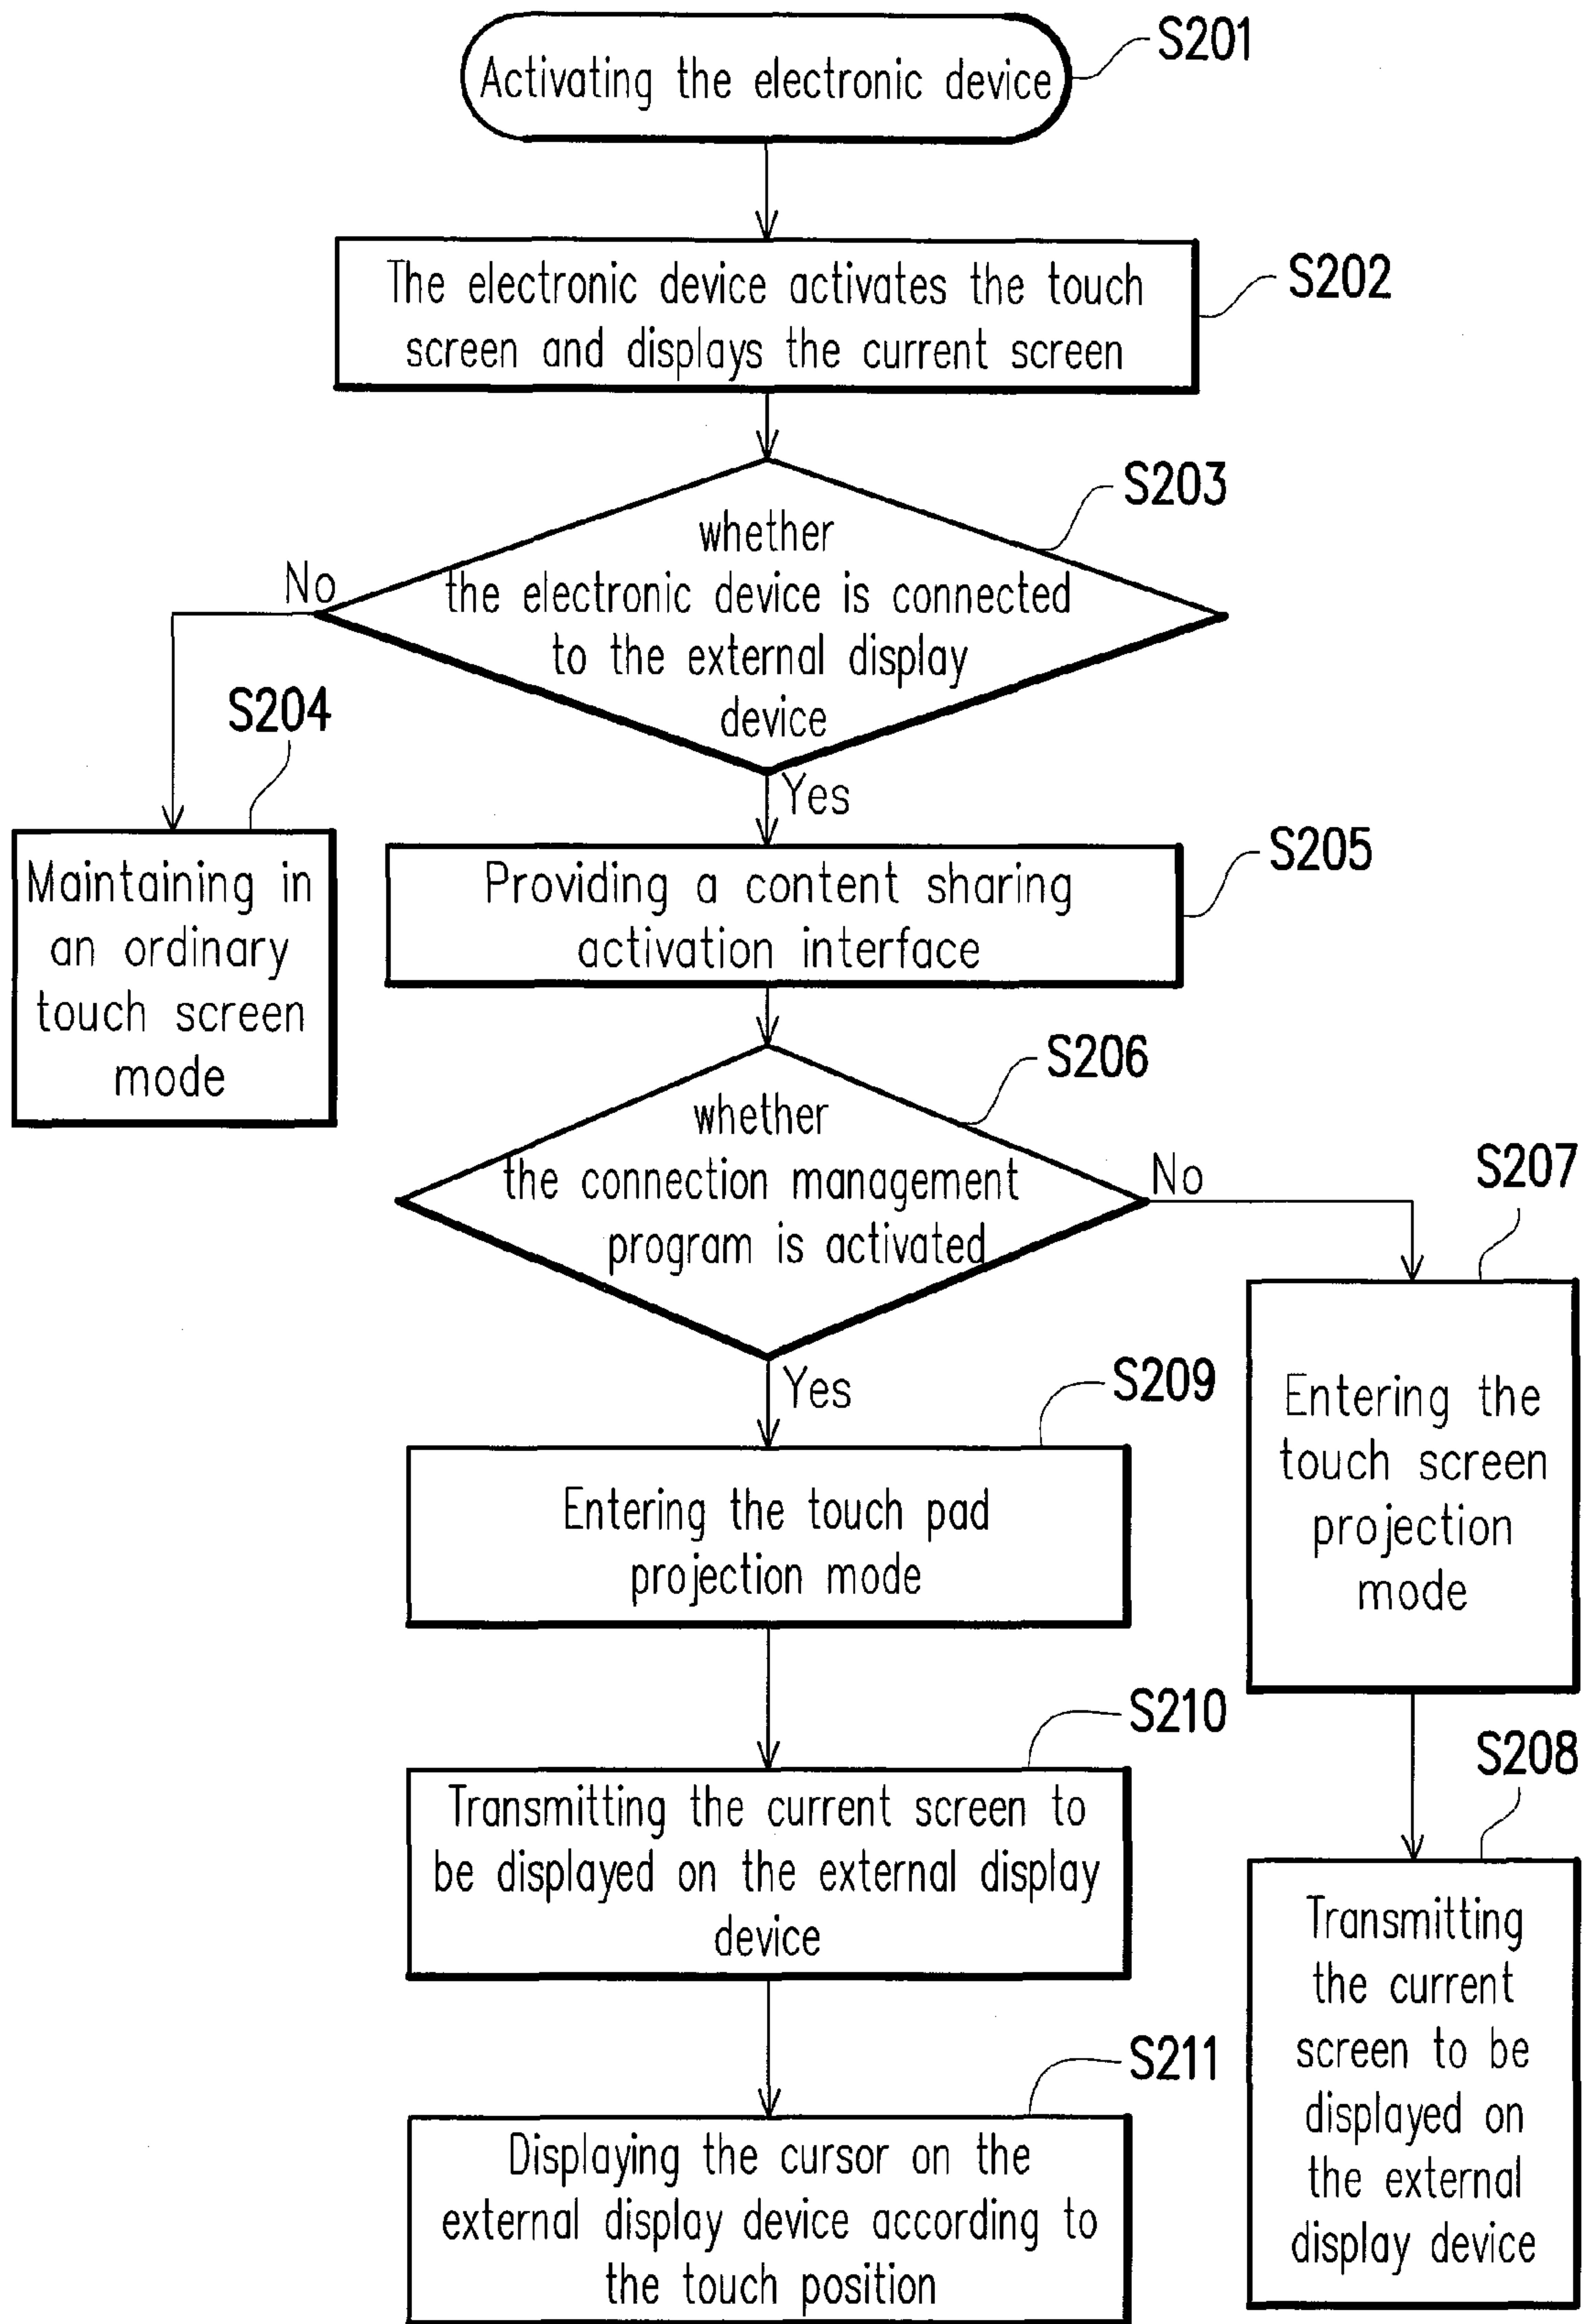 S201
Activating the electronic device
S202
The electronic device activates the touch
screen and displays the current screen
S203
whether
the electronic device is connected
to the external display
device
No
Yes
S204
Maintaining in
an ordinary
touch screen
mode
S205
Providing a content sharing
activation interface
S206
whether
the connection management
program is activated
No
Yes
S207
Entering the
touch screen
projection
mode
S209
Entering the touch pad
projection mode
S210
Transmitting the current screen to
be displayed on the external display
device
S208
Transmitting
the current
screen to be
displayed on
the external
display device
S211
Displaying the cursor on the
external display device according to
the touch position